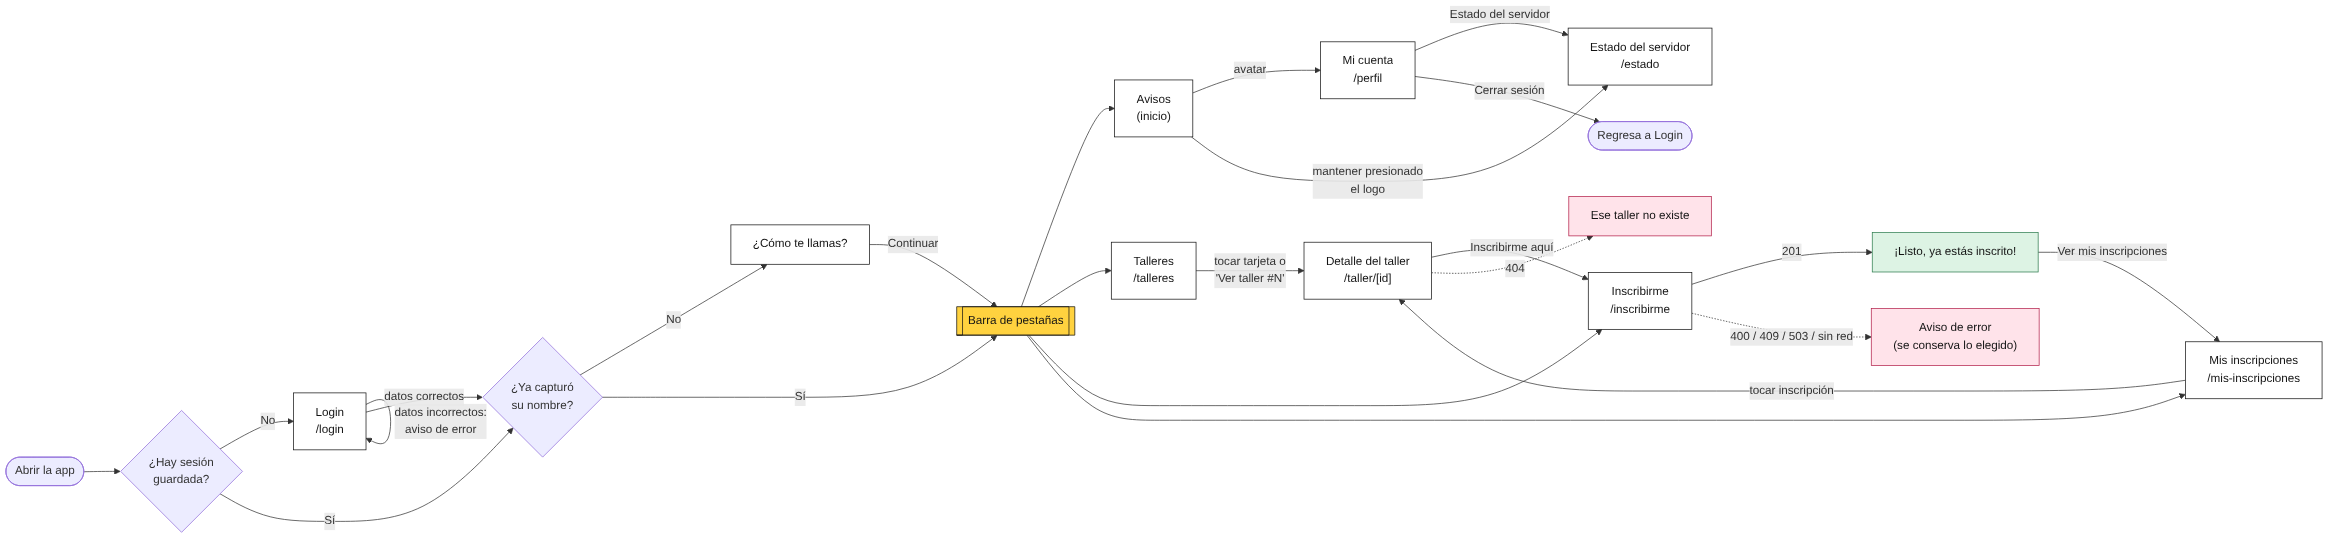 Abrir la app
¿Hay sesión
guardada?
No
Sí
Login
/login
datos correctos
datos incorrectos:
aviso de error
¿Ya capturó
su nombre?
No
Sí
¿Cómo te llamas?
Continuar
Barra de pestañas
Avisos
(inicio)
avatar
mantener presionado
el logo
Mi cuenta
/perfil
Estado del servidor
Cerrar sesión
Estado del servidor
/estado
Regresa a Login
Talleres
/talleres
tocar tarjeta o
'Ver taller #N'
Detalle del taller
/taller/[id]
Inscribirme aquí
404
Ese taller no existe
Inscribirme
/inscribirme
201
400 / 409 / 503 / sin red
¡Listo, ya estás inscrito!
Aviso de error
(se conserva lo elegido)
Ver mis inscripciones
tocar inscripción
Mis inscripciones
/mis-inscripciones